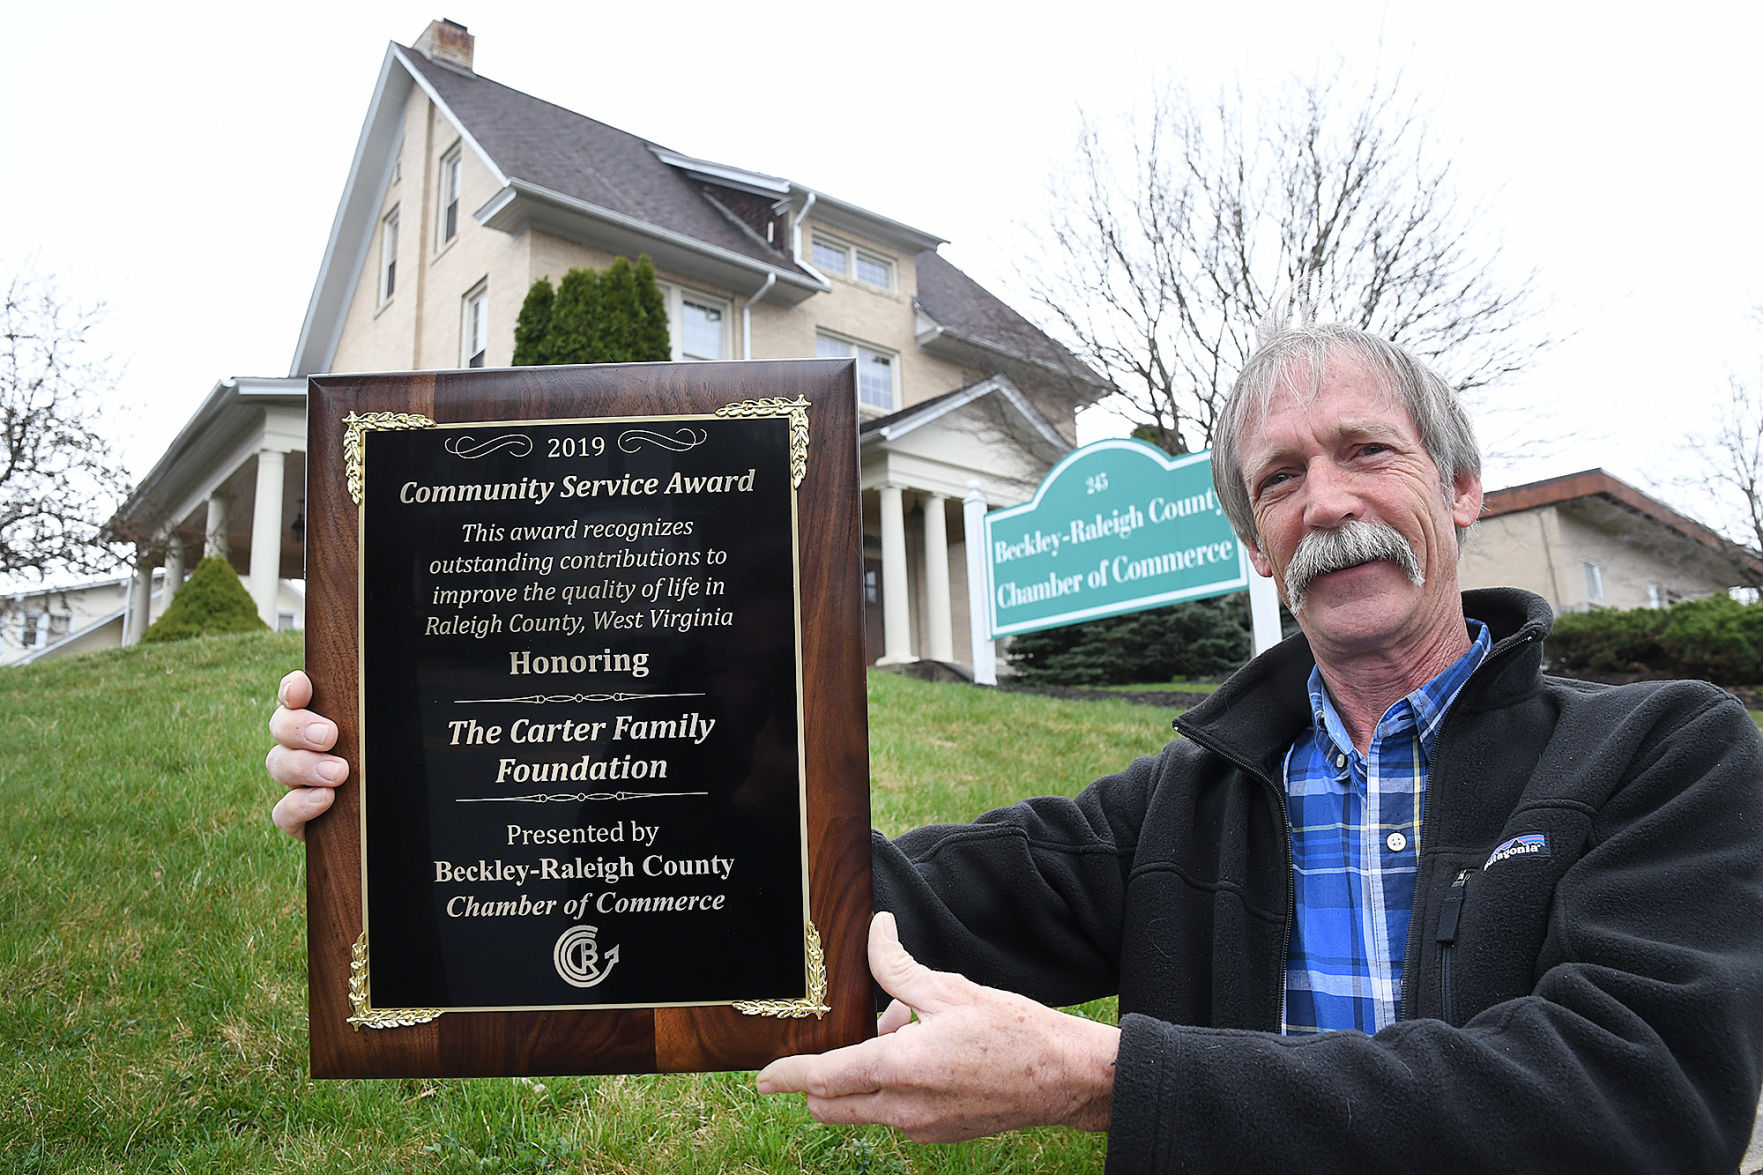 2019
Community Service Award
This award recognizes
outstanding contributions to
improve the quality of life in
Raleigh County, West Virginia
Honoring
The Carter Family
Foundation
Presented by
Beckley-Raleigh County
Chamber of Commerce
245
Beckley-Raleigh County
Chamber of Commerce
patagonia